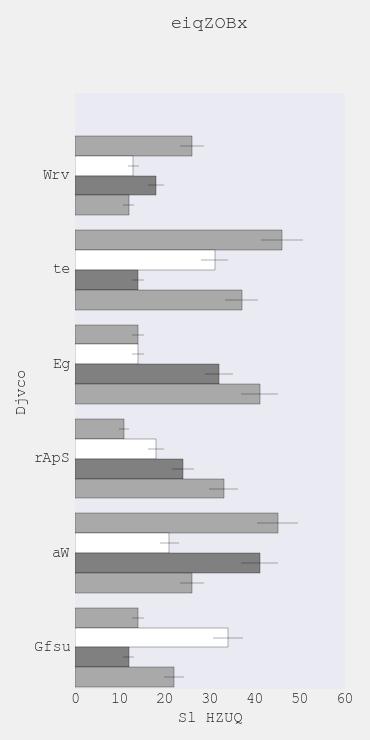 eiqZOBx
Wrv
te
Eg
rApS
aW
Gfsu
Djvco
0 10 20 30 40 50 60
Sl HZUQ